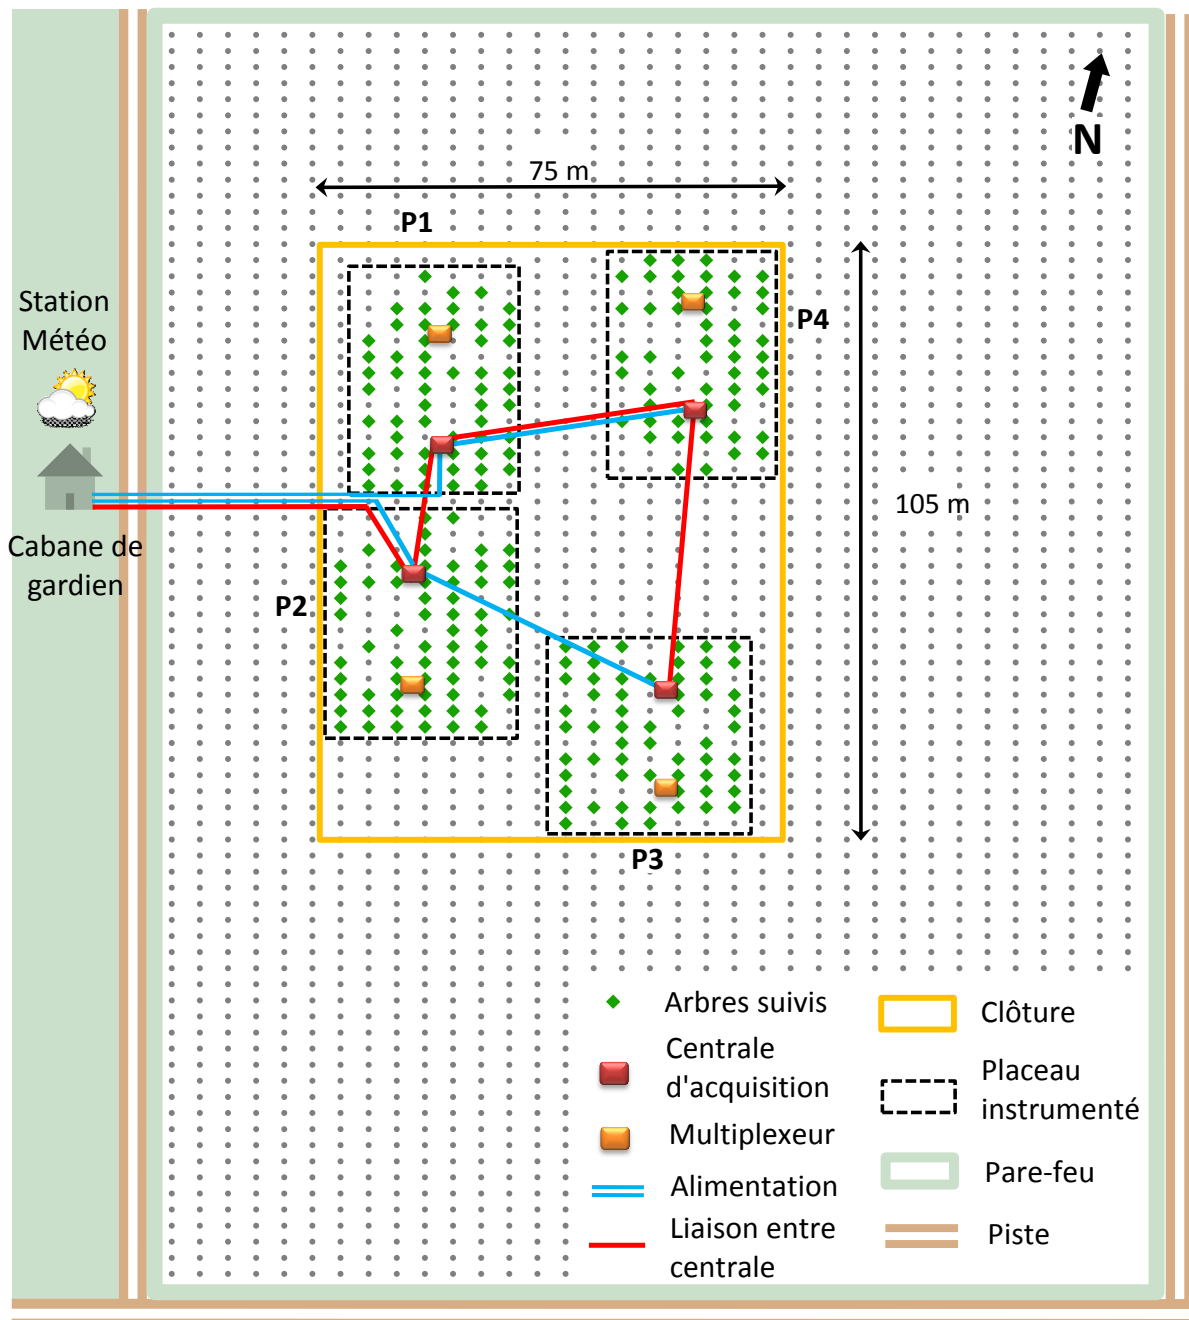 N
75 m
P1
Station
Météo
P4
105 m
Cabane de
gardien
P2
P3
Arbres suivis
Centrale
d'acquisition
Multiplexeur
Alimentation
Liaison entre
centrale
Clôture
Placeau
instrumenté
Pare-feu
Piste